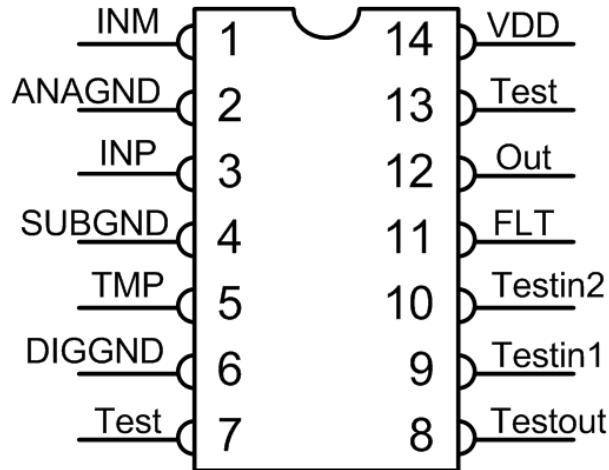 INM 1 14 VDD
ANAGND 2 13 Test
INP 3 12 Out
SUBGND 4 11 FLT
TMP 5 10 Testin2
DIGGND 6 9 Testin1
Test 7 8 Testout